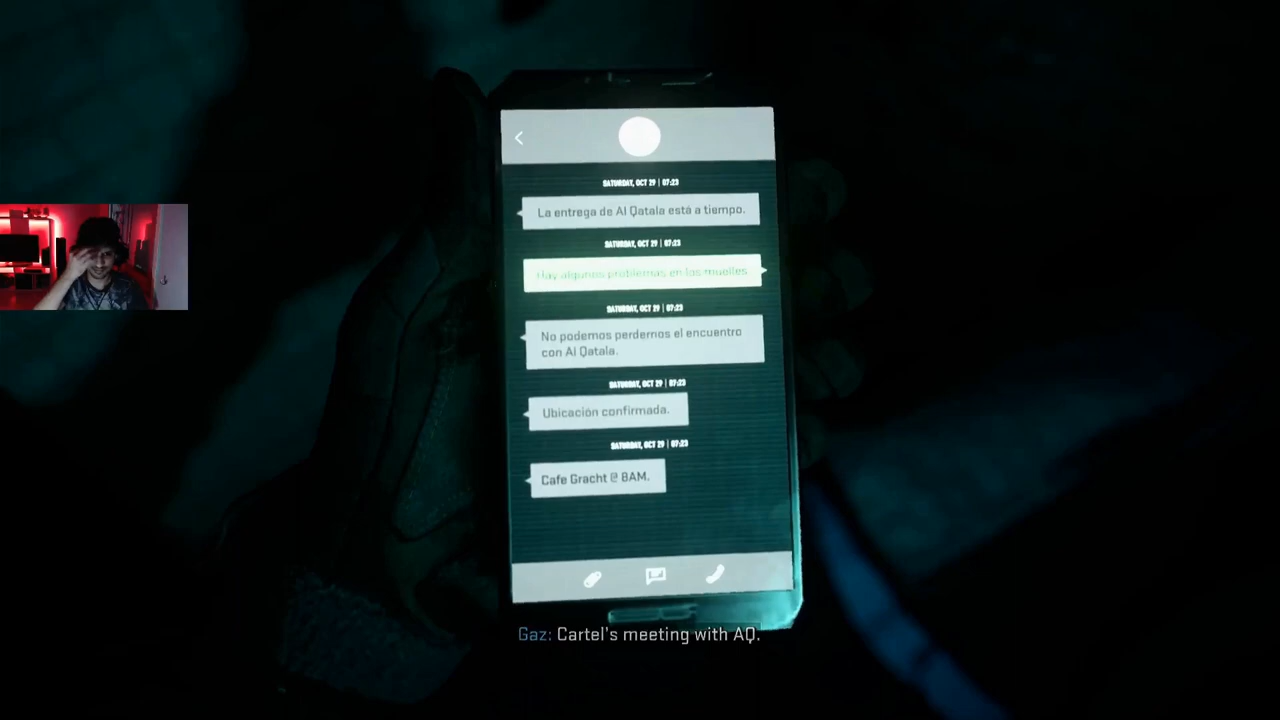 SATURDAY, OCT 29 | 07:23
La entrega de Al Qatala está a tiempo.
SATURDAY, OCT 29 | 07:23
Hay algunos problemas en los muelles
SATURDAY, OCT 29 | 07:23
No podemos perdernos el encuentro
con Al Qatala.
SATURDAY, OCT 29 | 07:23
Ubicación confirmada.
SATURDAY, OCT 29 | 07:23
Cafe Gracht @ 8AM.
Gaz: Cartel's meeting with AQ.